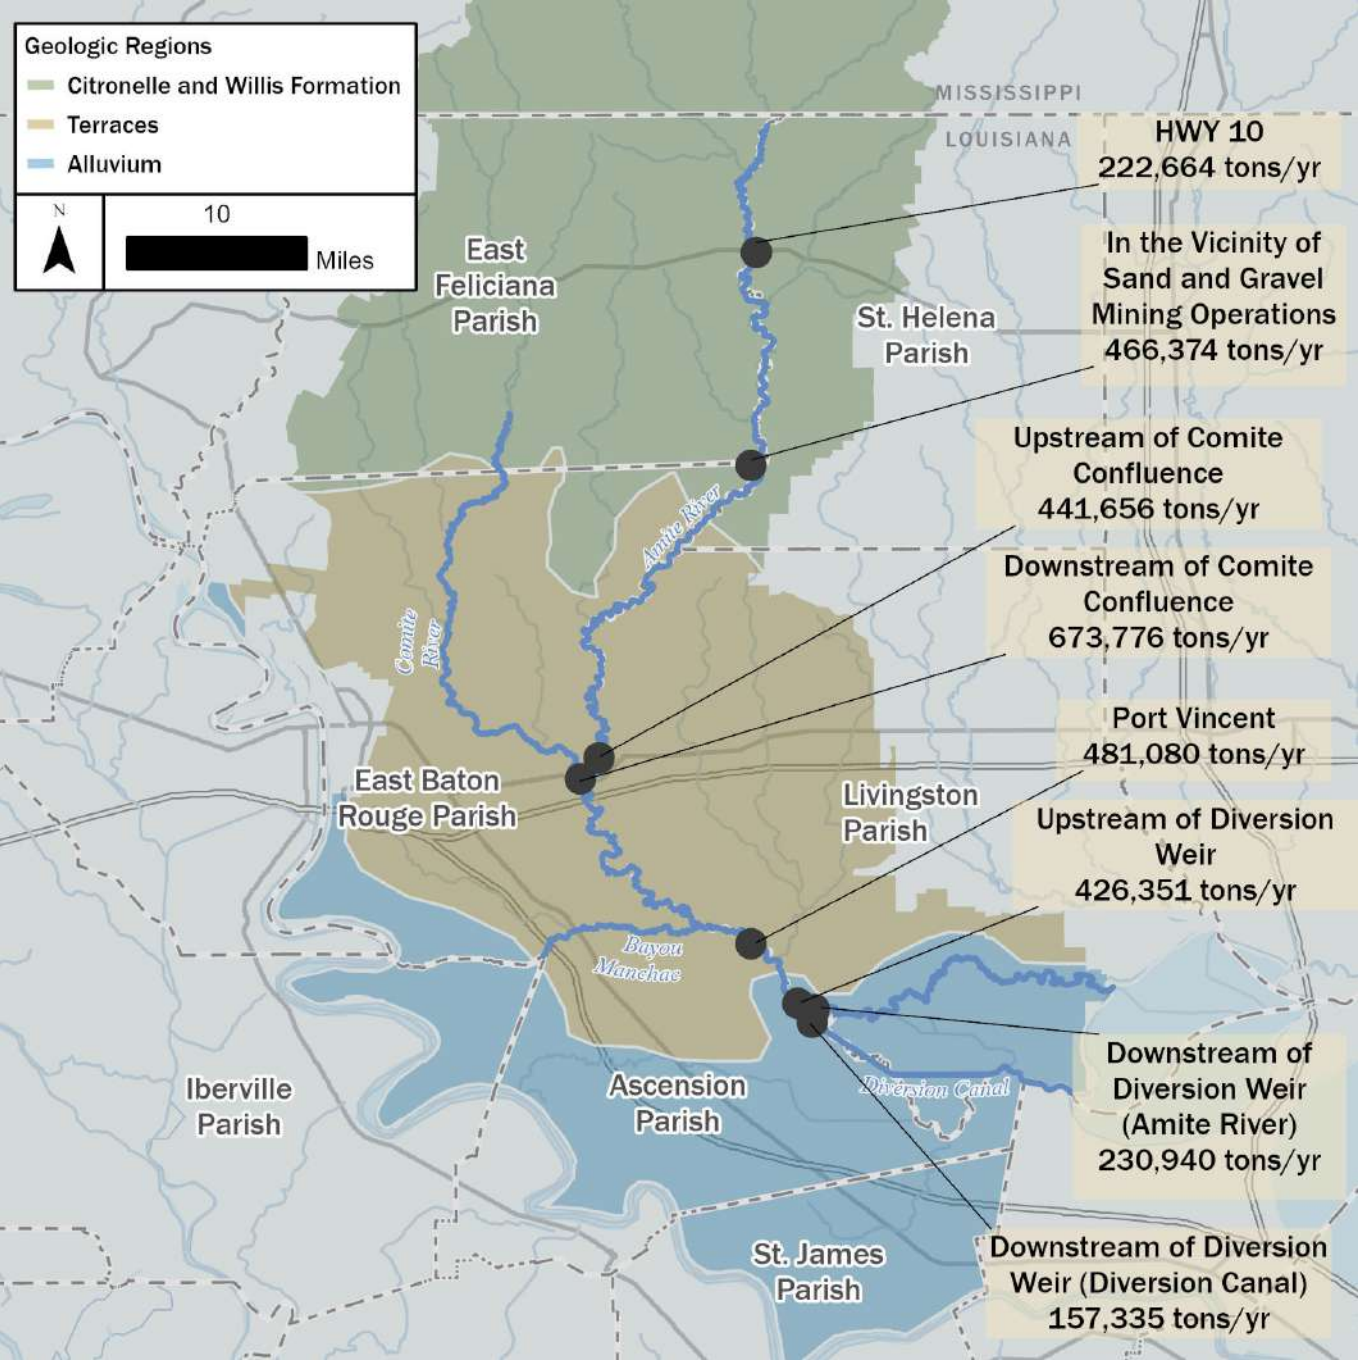 Geologic Regions
Citronelle and Willis Formation
Terraces
Alluvium
N
10
Miles
MISSISSIPPI
LOUISIANA
HWY 10
222,664 tons/yr
In the Vicinity of
Sand and Gravel
Mining Operations
466,374 tons/yr
East
Feliciana
Parish
St. Helena
Parish
Upstream of Comite
Confluence
441,656 tons/yr
Amite River
Downstream of Comite
Confluence
673,776 tons/yr
Comite
River
Port Vincent
481,080 tons/yr
East Baton
Rouge Parish
Livingston
Parish
Upstream of Diversion
Weir
426,351 tons/yr
Bayou
Manchac
Downstream of
Diversion Weir
(Amite River)
230,940 tons/yr
Iberville
Parish
Ascension
Parish
Diversion Canal
St. James
Parish
Downstream of Diversion
Weir (Diversion Canal)
157,335 tons/yr